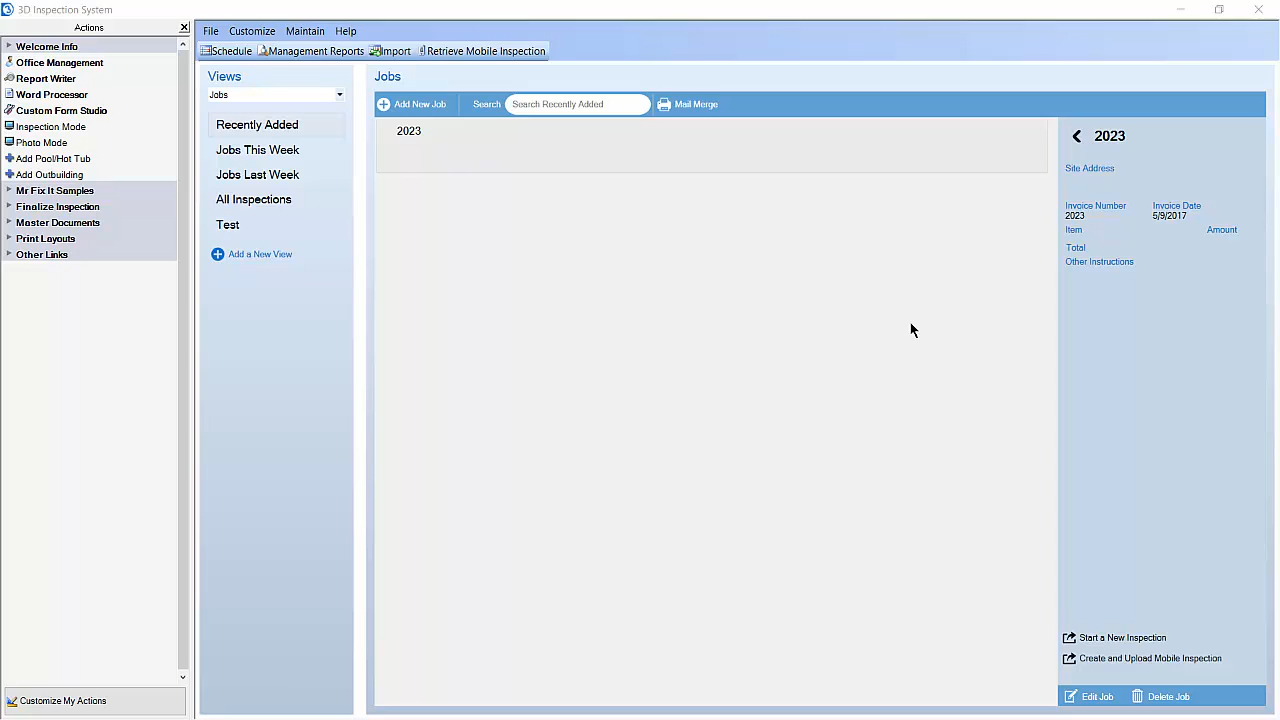 3D Inspection System
Actions
Welcome Info
Office Management
Report Writer
Word Processor
Custom Form Studio
Inspection Mode
Photo Mode
Add Pool/Hot Tub
Add Outbuilding
Mr Fix It Samples
Finalize Inspection
Master Documents
Print Layouts
Other Links
Customize My Actions
File Customize Maintain Help
Schedule Management Reports Import Retrieve Mobile Inspection
Views
Jobs
Recently Added
Jobs This Week
Jobs Last Week
All Inspections
Test
Add a New View
Jobs
Add New Job Search Search Recently Added Mail Merge
2023
2023
Site Address
Invoice Number Invoice Date
2023 5/9/2017
Item Amount
Total
Other Instructions
Start a New Inspection
Create and Upload Mobile Inspection
Edit Job Delete Job